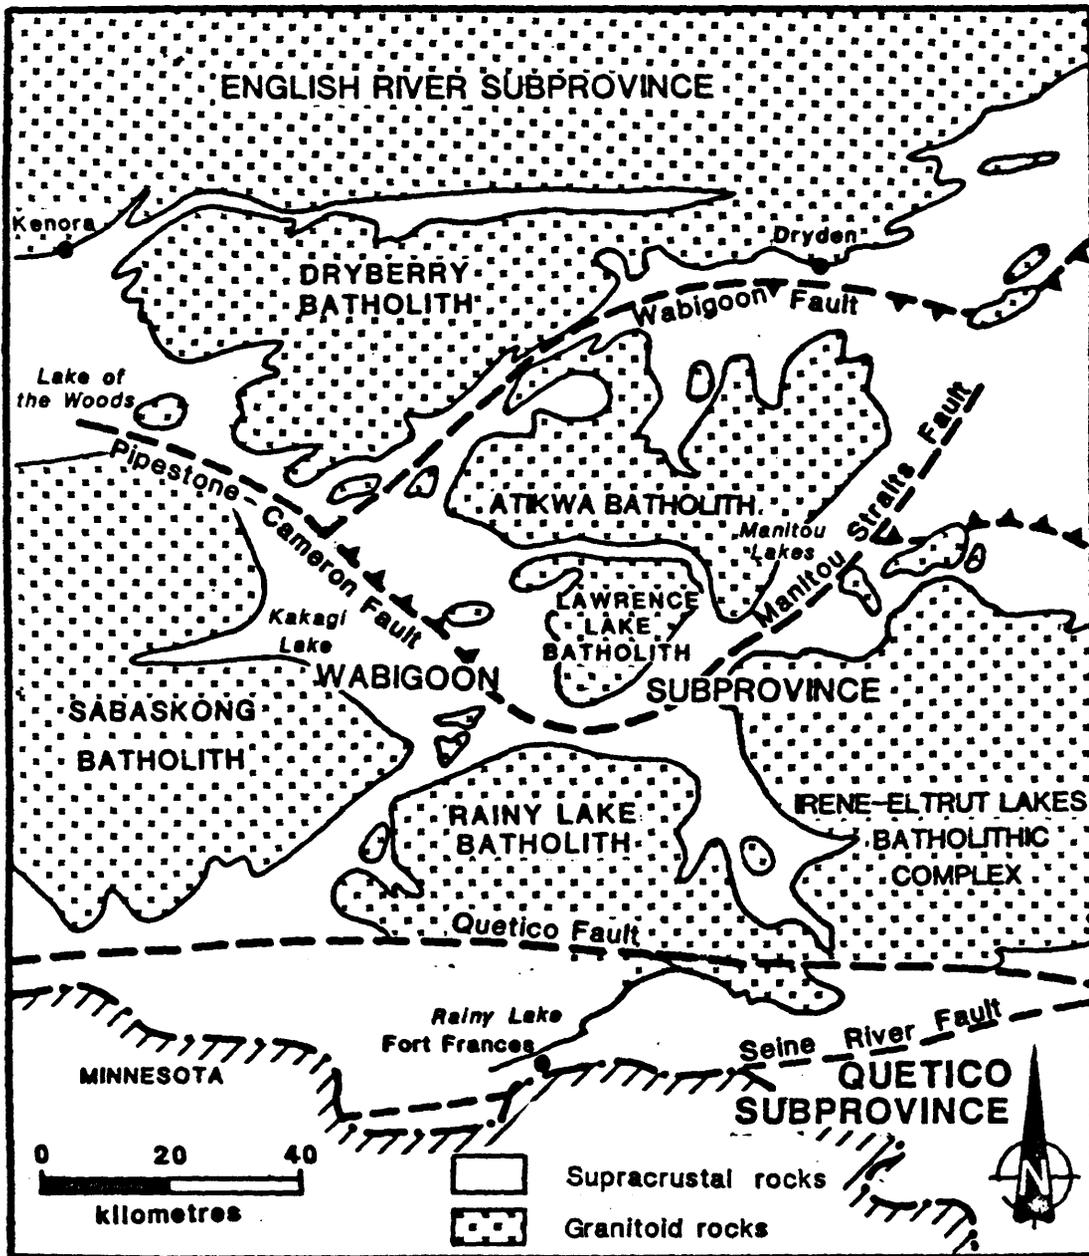 ENGLISH RIVER SUBPROVINCE
Kenora
Dryden
DRYBERRY
BATHOLITH
Wabigoon Fault
Lake of
the Woods
Pipestone-Cameron Fault
ATIKWA BATHOLITH
Manitou
Lakes
Manitou Straits Fault
LAWRENCE
LAKE
BATHOLITH
Kakagi
Lake
WABIGOON SUBPROVINCE
SABASKONG
BATHOLITH
RAINY LAKE
BATHOLITH
IRENE-ELTRUT LAKES
BATHOLITHIC
COMPLEX
Quetico Fault
Rainy Lake
Fort Frances
Seine River Fault
MINNESOTA
QUETICO
SUBPROVINCE
0 20 40
kilometres
Supracrustal rocks
Granitoid rocks
N